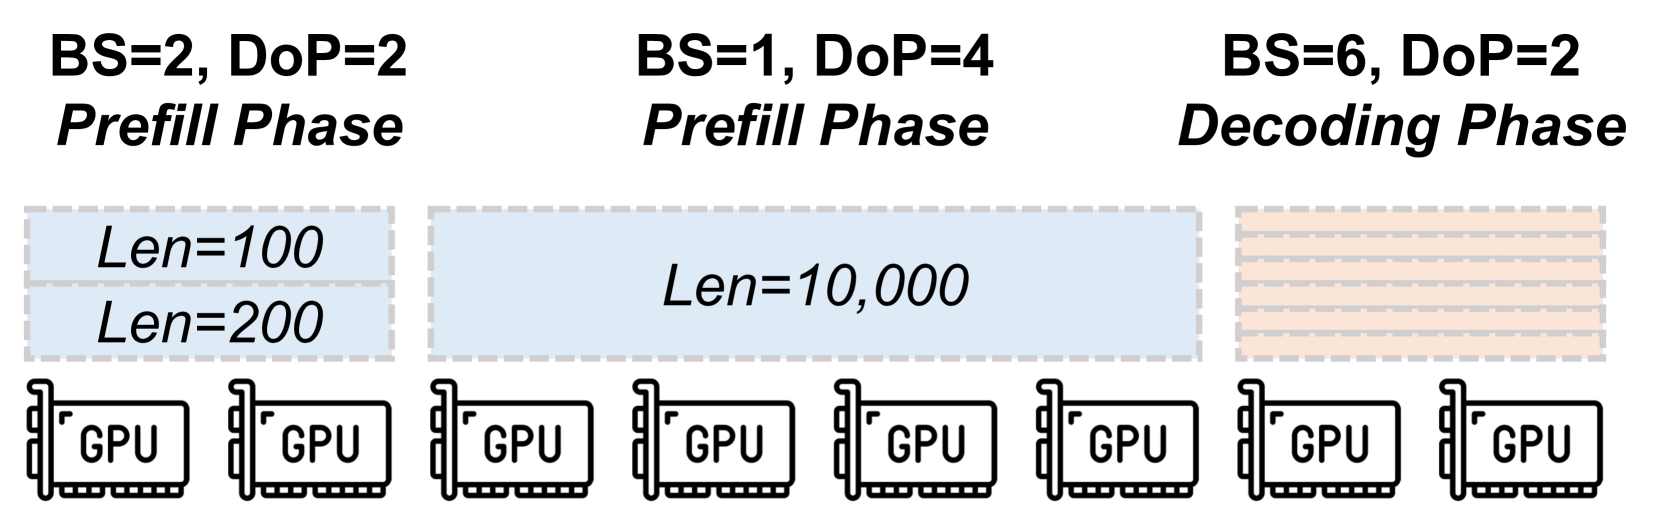 BS=2, DoP=2
Prefill Phase
BS=1, DoP=4
Prefill Phase
BS=6, DoP=2
Decoding Phase
Len=100
Len=200
Len=10,000
GPU
GPU
GPU
GPU
GPU
GPU
GPU
GPU